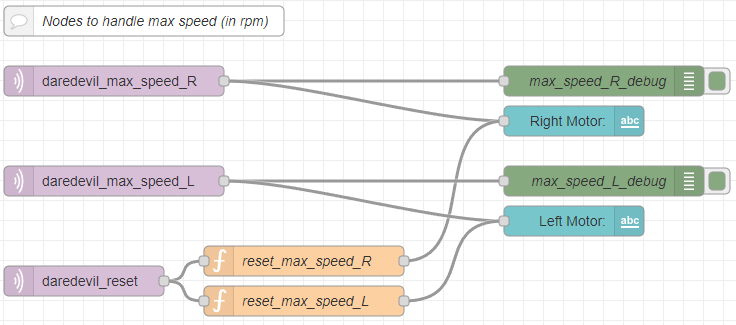 Nodes to handle max speed (in rpm)
daredevil_max_speed_R
max_speed_R_debug
Right Motor: abc
daredevil_max_speed_L
max_speed_L_debug
Left Motor: abc
reset_max_speed_R
daredevil_reset
reset_max_speed_L